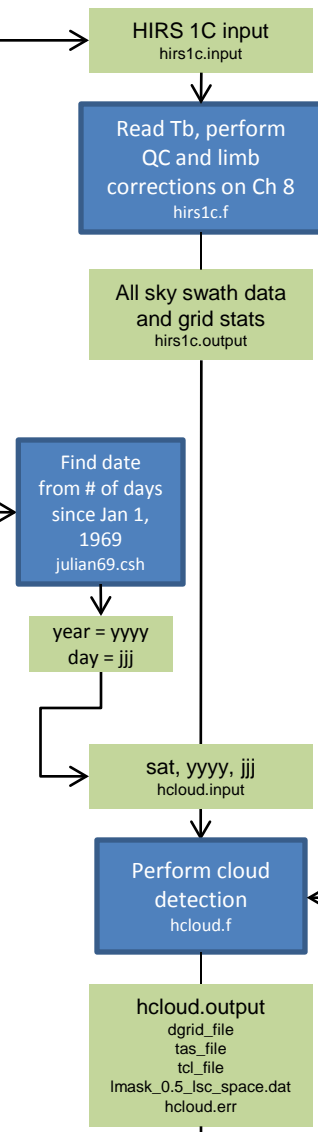 HIRS 1C input
hirs1c.input
Read Tb, perform
QC and limb
corrections on Ch 8
hirs1c.f
All sky swath data
and grid stats
hirs1c.output
Find date
from # of days
since Jan 1,
1969
julian69.csh
year = yyyy
day = jjj
sat, yyyy, jjj
hcloud.input
Perform cloud
detection
hcloud.f
hcloud.output
dgrid_file
tas_file
tcl_file
lmask_0.5_lsc_space.dat
hcloud.err